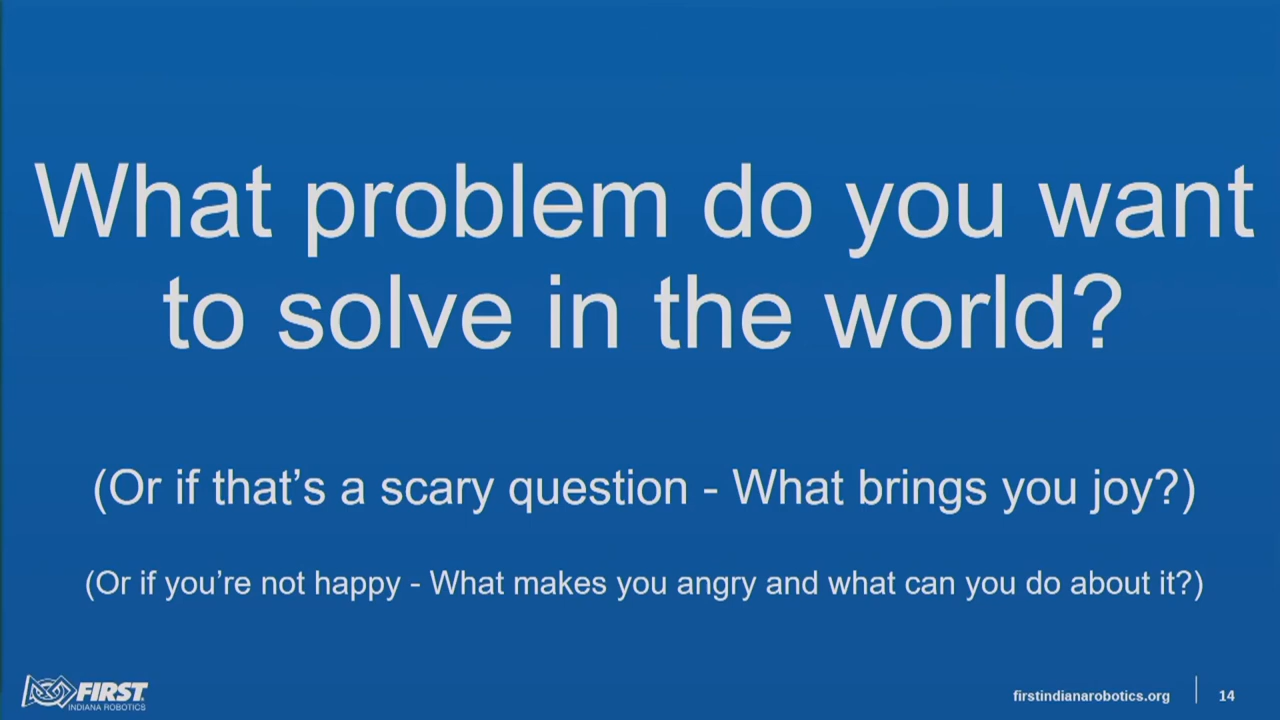 What problem do you want
to solve in the world?
(Or if that’s a scary question - What brings you joy?)
(Or if you’re not happy - What makes you angry and what can you do about it?)
FIRST
INDIANA ROBOTICS
firstindianarobotics.org
14